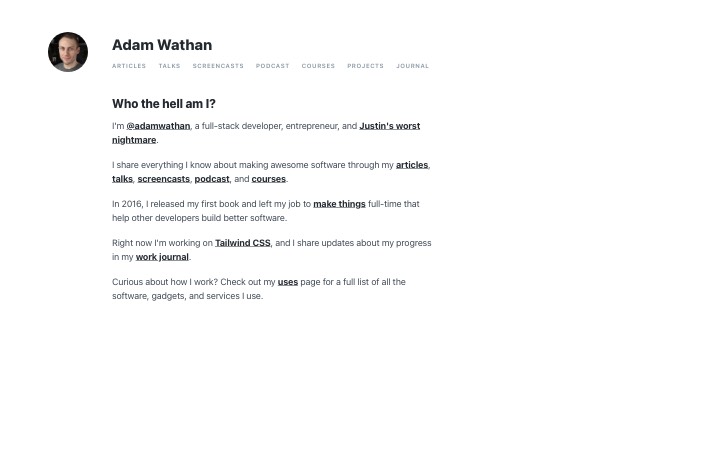 Adam Wathan
ARTICLES TALKS SCREENCASTS PODCAST COURSES PROJECTS JOURNAL
Who the hell am I?
I'm @adamwathan, a full-stack developer, entrepreneur, and Justin's worst
nightmare.
I share everything I know about making awesome software through my articles,
talks, screencasts, podcast, and courses.
In 2016, I released my first book and left my job to make things full-time that
help other developers build better software.
Right now I'm working on Tailwind CSS, and I share updates about my progress
in my work journal.
Curious about how I work? Check out my uses page for a full list of all the
software, gadgets, and services I use.